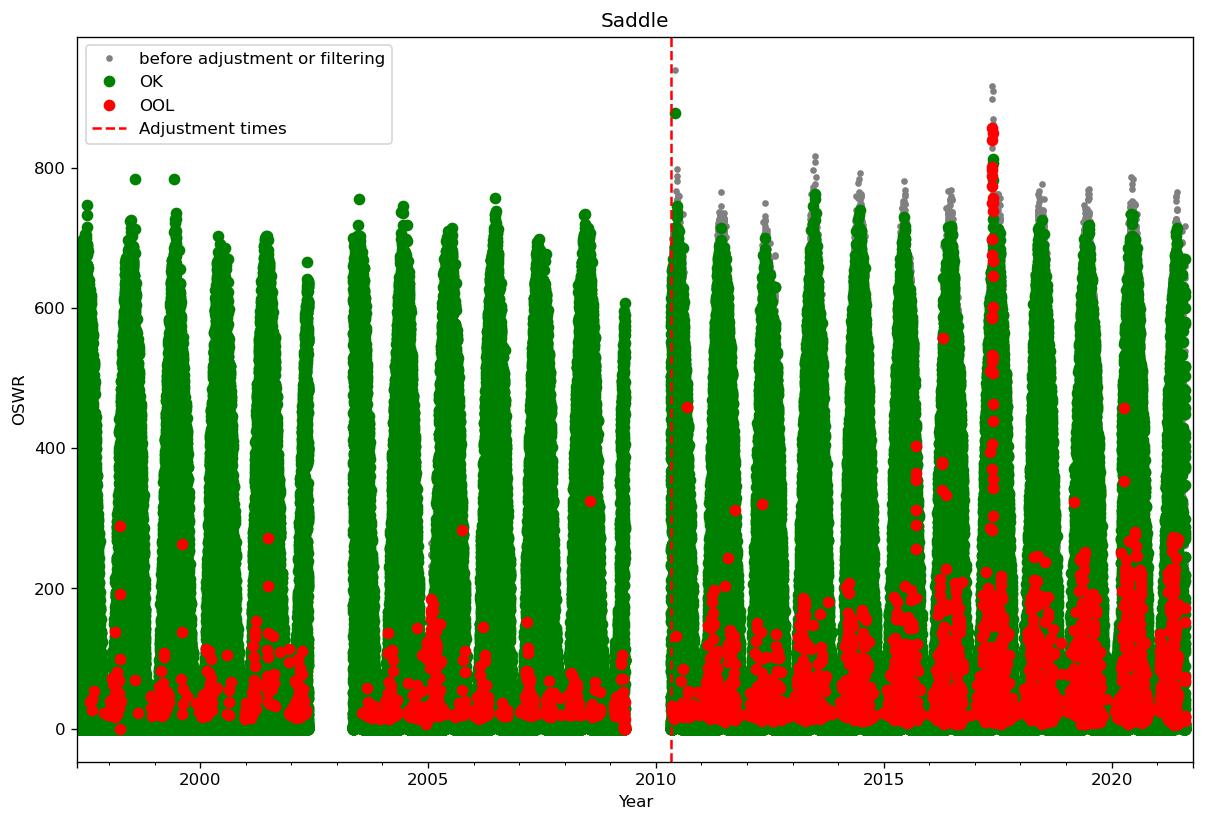 Saddle
before adjustment or filtering
OK
OOL
Adjustment times
OSWR
800
600
400
200
0
2000 2005 2010 2015 2020
Year